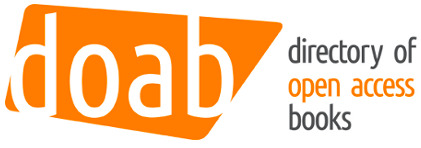 doab
directory of
open access
books